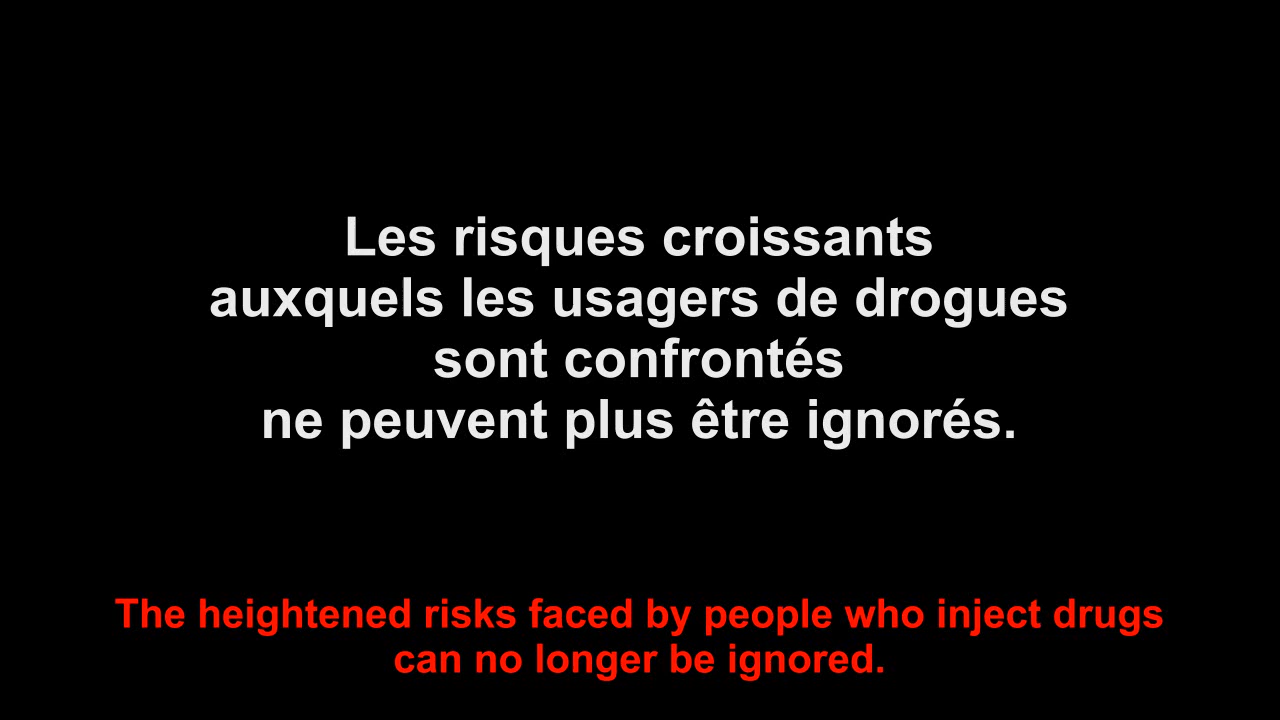 Les risques croissants
auxquels les usagers de drogues
sont confrontés
ne peuvent plus être ignorés.
The heightened risks faced by people who inject drugs
can no longer be ignored.